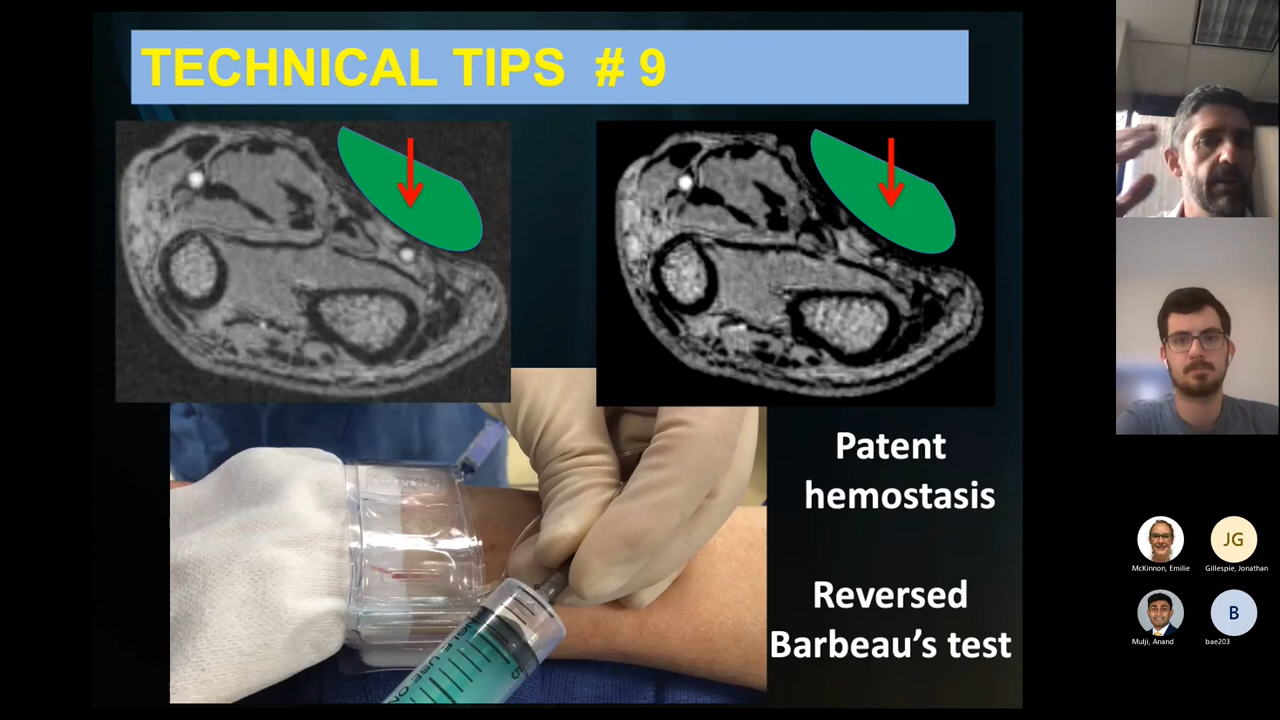 TECHNICAL TIPS # 9
Patent
hemostasis
Reversed
Barbeau's test
JG
McKinnon, Emilie
Gillespie, Jonathan
B
Mulji, Anand
bae203